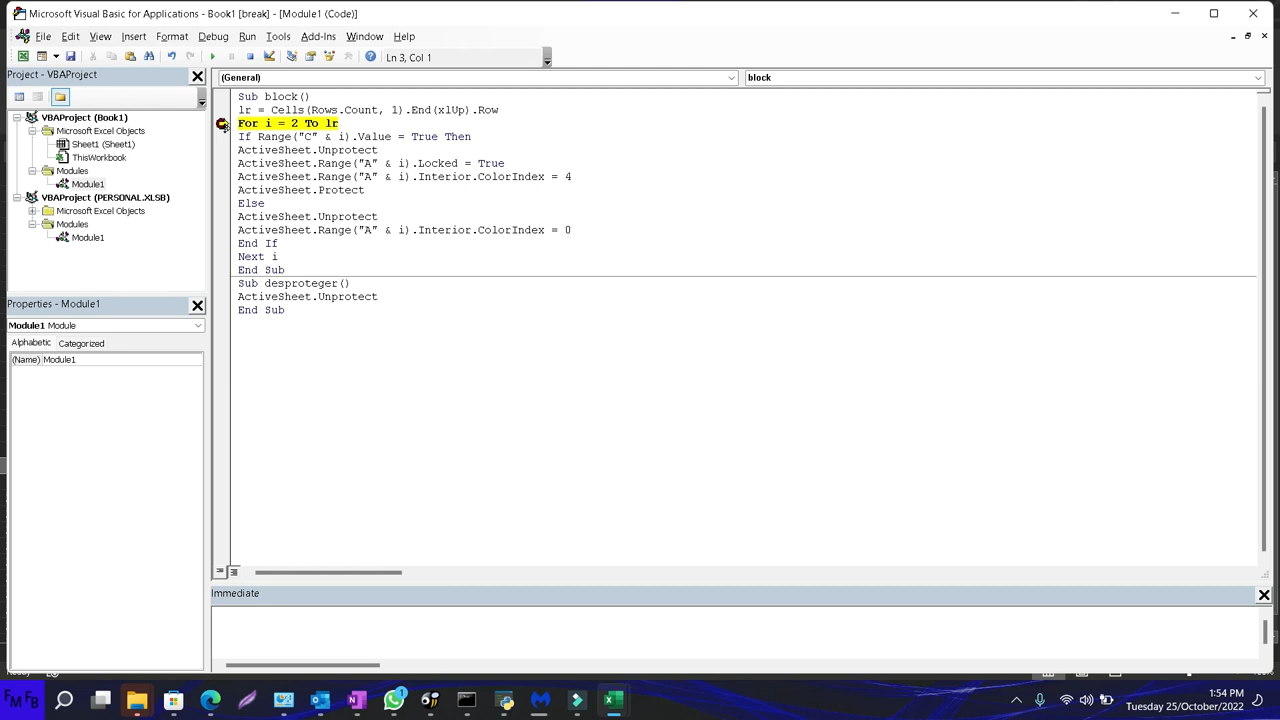 Microsoft Visual Basic for Applications - Book1 [break] - [Module1 (Code)]
File Edit View Insert Format Debug Run Tools Add-Ins Window Help
Ln 3, Col 1
Project - VBAProject
(General)
block
VBAProject (Book1)
Microsoft Excel Objects
Sheet1 (Sheet1)
ThisWorkbook
Modules
Module1
VBAProject (PERSONAL.XLSB)
Microsoft Excel Objects
Modules
Module1
Sub block()
lr = Cells(Rows.Count, 1).End(xlUp).Row
For i = 2 To lr
If Range("C" & i).Value = True Then
ActiveSheet.Unprotect
ActiveSheet.Range("A" & i).Locked = True
ActiveSheet.Range("A" & i).Interior.ColorIndex = 4
ActiveSheet.Protect
Else
ActiveSheet.Unprotect
ActiveSheet.Range("A" & i).Interior.ColorIndex = 0
End If
Next i
End Sub
Sub desproteger()
ActiveSheet.Unprotect
End Sub
Properties - Module1
Module1 Module
Alphabetic Categorized
(Name) Module1
Immediate
FMFB
1
1:54 PM
Tuesday 25/October/2022